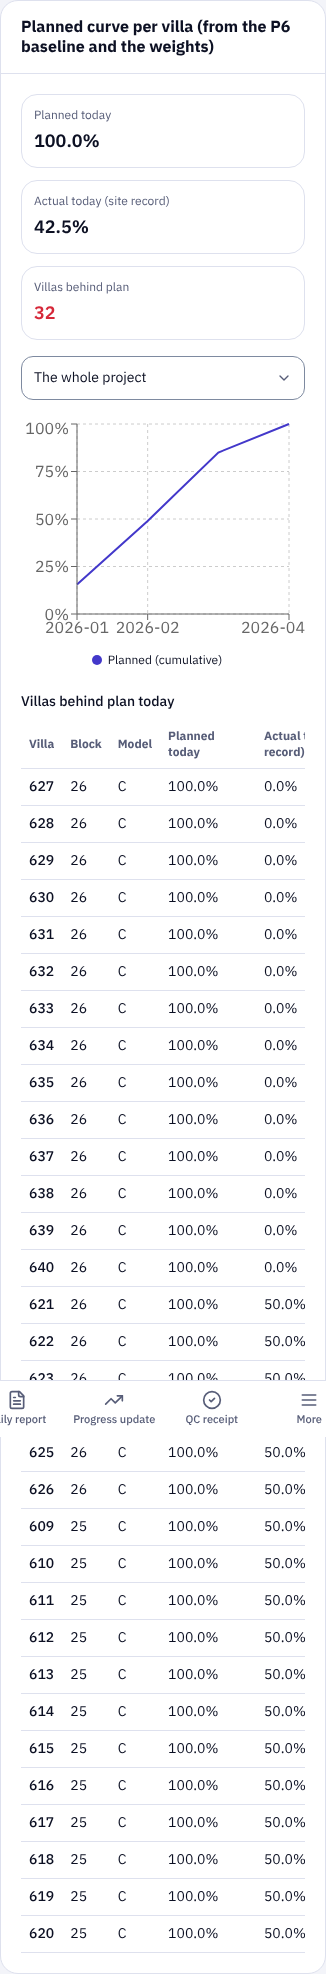 Planned curve per villa (from the P6
baseline and the weights)
Planned today
100.0%
Actual today (site record)
42.5%
Villas behind plan
32
The whole project
100%
75%
50%
25%
0%
2026-01 2026-02 2026-04
Planned (cumulative)
Villas behind plan today
Villa Block Model Planned today Actual record)
627 26 C 100.0% 0.0%
628 26 C 100.0% 0.0%
629 26 C 100.0% 0.0%
630 26 C 100.0% 0.0%
631 26 C 100.0% 0.0%
632 26 C 100.0% 0.0%
633 26 C 100.0% 0.0%
634 26 C 100.0% 0.0%
635 26 C 100.0% 0.0%
636 26 C 100.0% 0.0%
637 26 C 100.0% 0.0%
638 26 C 100.0% 0.0%
639 26 C 100.0% 0.0%
640 26 C 100.0% 0.0%
621 26 C 100.0% 50.0%
622 26 C 100.0% 50.0%
623 26 C 100.0% 50.0%
ily report Progress update QC receipt More
625 26 C 100.0% 50.0%
626 26 C 100.0% 50.0%
609 25 C 100.0% 50.0%
610 25 C 100.0% 50.0%
611 25 C 100.0% 50.0%
612 25 C 100.0% 50.0%
613 25 C 100.0% 50.0%
614 25 C 100.0% 50.0%
615 25 C 100.0% 50.0%
616 25 C 100.0% 50.0%
617 25 C 100.0% 50.0%
618 25 C 100.0% 50.0%
619 25 C 100.0% 50.0%
620 25 C 100.0% 50.0%